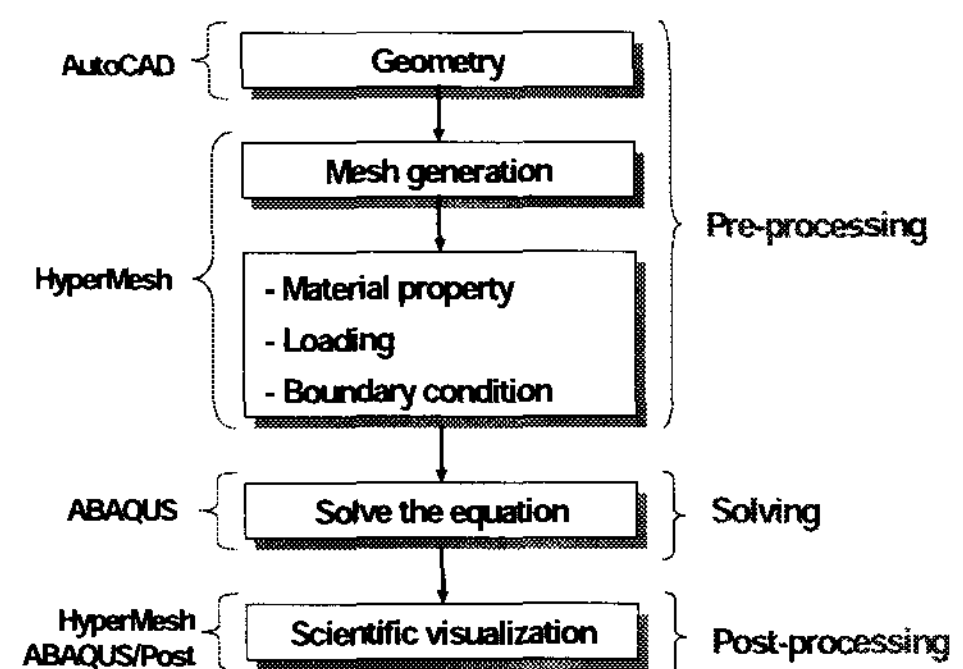 AutoCAD
Geometry
Mesh generation
Pre-processing
HyperMesh
- Material property
- Loading
- Boundary condition
ABAQUS
Solve the equation
Solving
HyperMesh
ABAQUS/Post
Scientific visualization
Post-processing